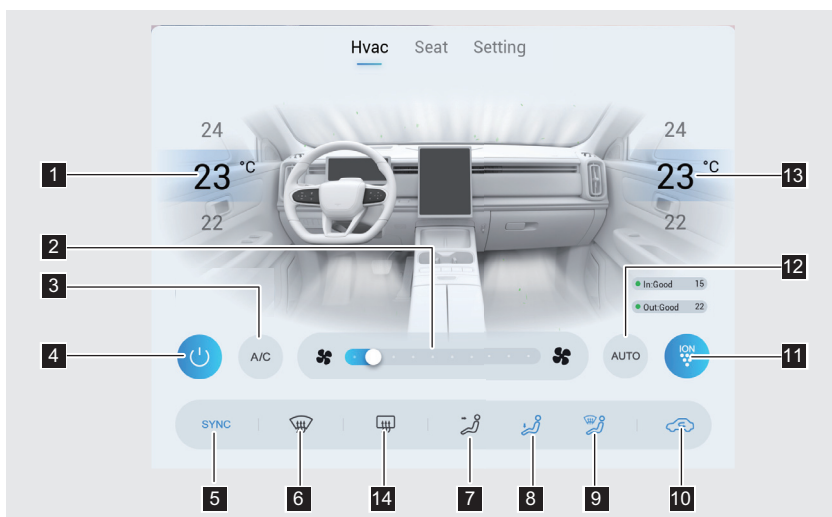 Hvac Seat Setting
24 24
1 23 °C 23 °C 13
22 22
2
3 12
In:Good 15
Out:Good 22
4 A/C AUTO ION 11
SYNC
5 6 14 7 8 9 10